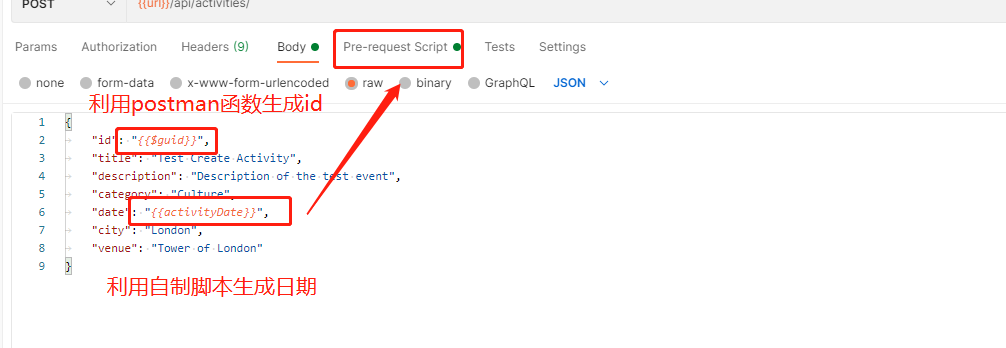 POST {{url}}/api/activities/
Params Authorization Headers (9) Body Pre-request Script Tests Settings
none form-data x-www-form-urlencoded raw binary GraphQL JSON
利用postman函数生成id
1 {
2 "id": "{{$guid}}",
3 "title": "Test Create Activity",
4 "description": "Description of the test event",
5 "category": "Culture",
6 "date": "{{activityDate}}",
7 "city": "London",
8 "venue": "Tower of London"
9 }
利用自制脚本生成日期